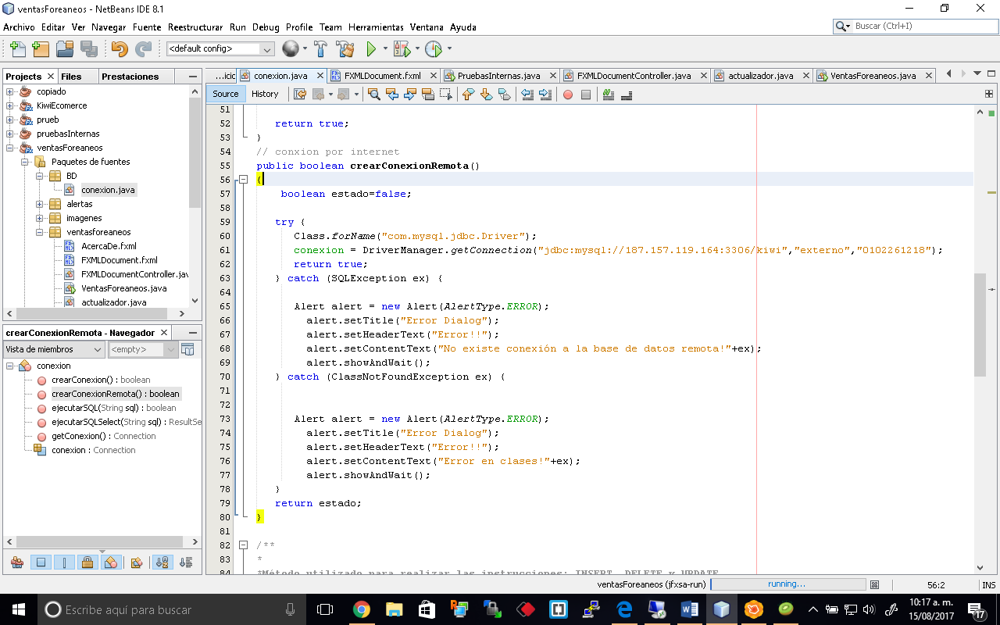 ventasForeaneos - NetBeans IDE 8.1
Archivo Editar Ver Navegar Fuente Reestructurar Run Debug Profile Team Herramientas Ventana Ayuda
Buscar (Ctrl+I)
<default config>
Projects Files Prestaciones
...icic conexion.java FXMLDocument.fxml PruebasInternas.java FXMLDocumentController.java actualizador.java VentasForeaneos.java
Source History
copiado
KiwiEcomerce
prueb
pruebasInternas
ventasForeaneos
Paquetes de fuentes
BD
conexion.java
alertas
imagenes
ventasforeaneos
AcercaDe.fxml
FXMLDocument.fxml
FXMLDocumentController.jav
VentasForeaneos.java
actualizador.java
crearConexionRemota - Navegador
Vista de miembros <empty>
conexion
crearConexion() : boolean
crearConexionRemota() : boolean
ejecutarSQL(String sql) : boolean
ejecutarSQLSelect(String sql) : ResultSe
getConexion() : Connection
conexion : Connection
51
52 return true;
53 }
54 // conxion por internet
55 public boolean crearConexionRemota()
56 {
57 boolean estado=false;
58
59 try {
60 Class.forName("com.mysql.jdbc.Driver");
61 conexion = DriverManager.getConnection("jdbc:mysql://187.157.119.164:3306/kiwi","externo","0102261218");
62 return true;
63 } catch (SQLException ex) {
64
65 Alert alert = new Alert(AlertType.ERROR);
66 alert.setTitle("Error Dialog");
67 alert.setHeaderText("Error!!");
68 alert.setContentText("No existe conexión a la base de datos remota!"+ex);
69 alert.showAndWait();
70 } catch (ClassNotFoundException ex) {
71
72
73 Alert alert = new Alert(AlertType.ERROR);
74 alert.setTitle("Error Dialog");
75 alert.setHeaderText("Error!!");
76 alert.setContentText("Error en clases!"+ex);
77 alert.showAndWait();
78 }
79 return estado;
80 }
81
82 /**
83 *
84 *Método utilizado para realizar las instrucciones: INSERT, DELETE y UPDATE
ventasForeaneos (jfxsa-run) running... 56:2 INS
Escribe aquí para buscar
10:17 a. m.
15/08/2017
17